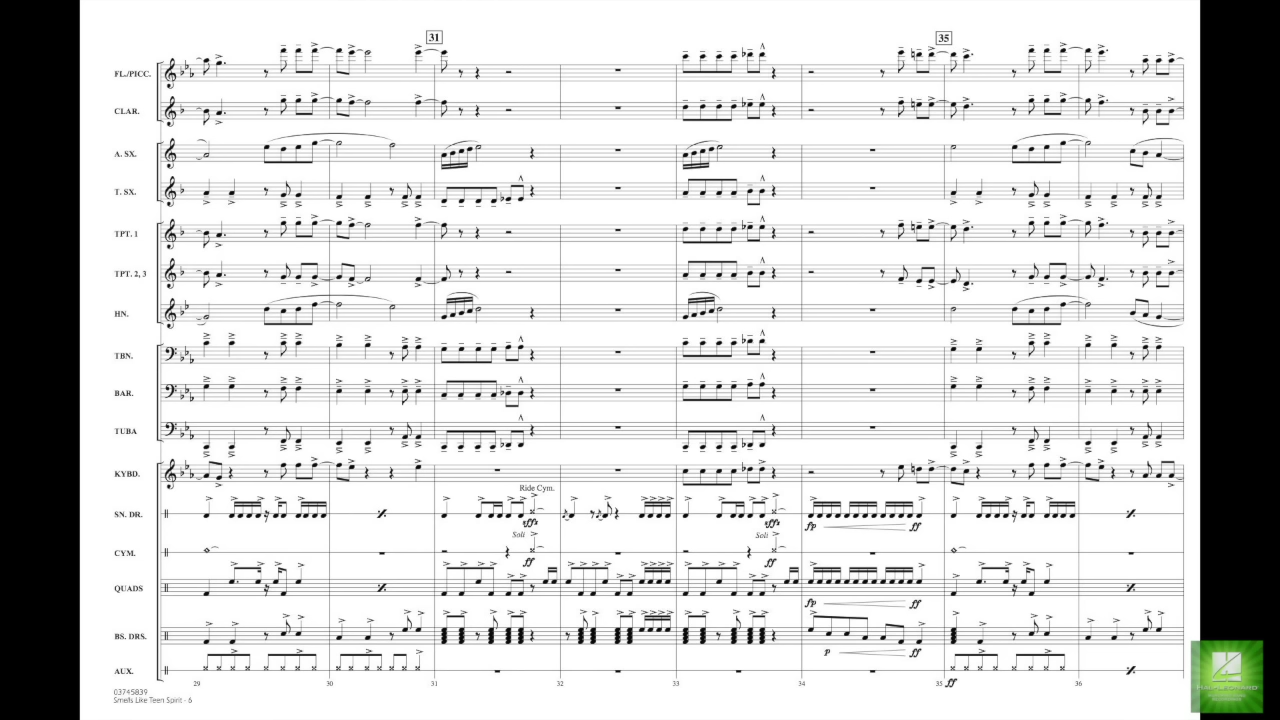 31
35
FL./PICC.
CLAR.
A. SX.
T. SX.
TPT. 1
TPT. 2, 3
HN.
TBN.
BAR.
TUBA
KYBD.
Ride Cym.
SN. DR.
sffz
sffz
fp
ff
Soli
Soli
CYM.
ff
ff
QUADS
fp
ff
BS. DRS.
p
ff
AUX.
29
30
31
32
33
34
35
ff
36
03745839
Smells Like Teen Spirit - 6